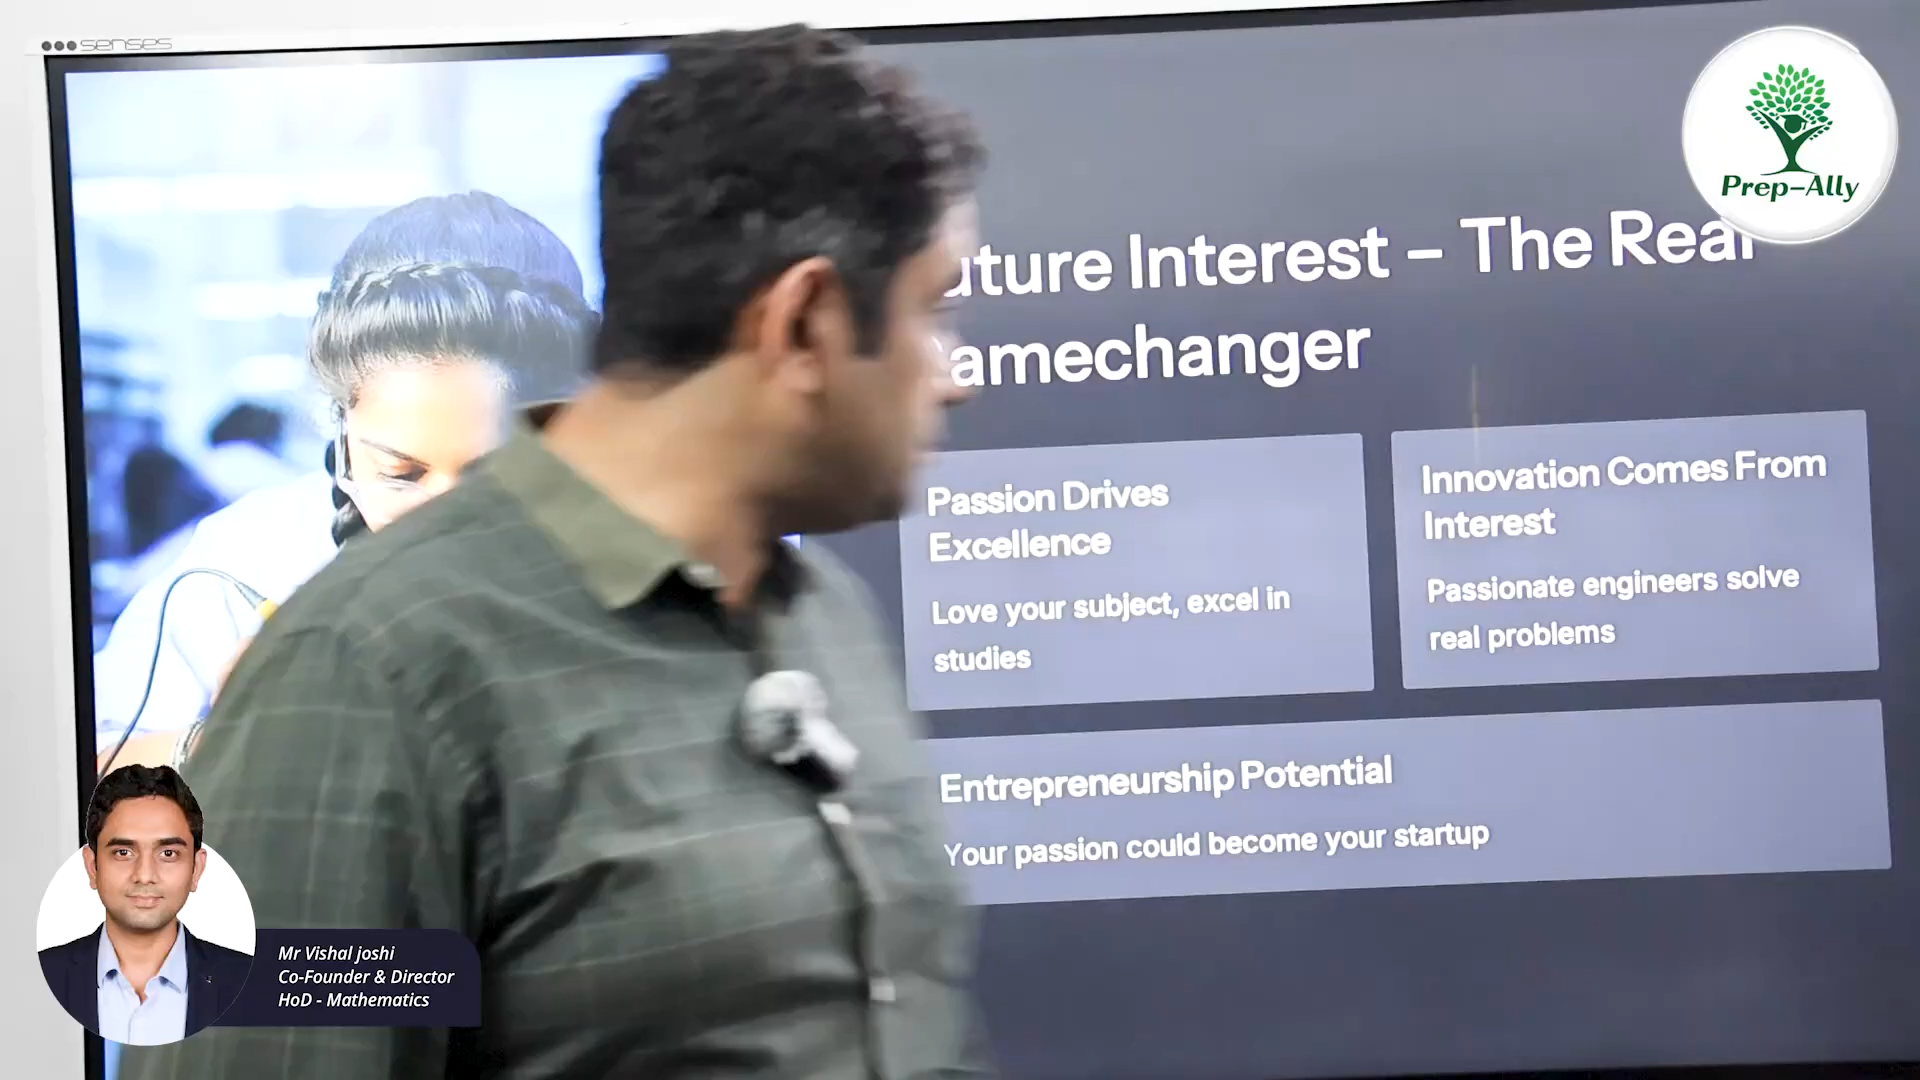 senses
Prep-Ally
uture Interest – The Real
amechanger
Passion Drives
Excellence
Love your subject, excel in
studies
Innovation Comes From
Interest
Passionate engineers solve
real problems
Entrepreneurship Potential
Your passion could become your startup
Mr Vishal joshi
Co-Founder & Director
HoD - Mathematics